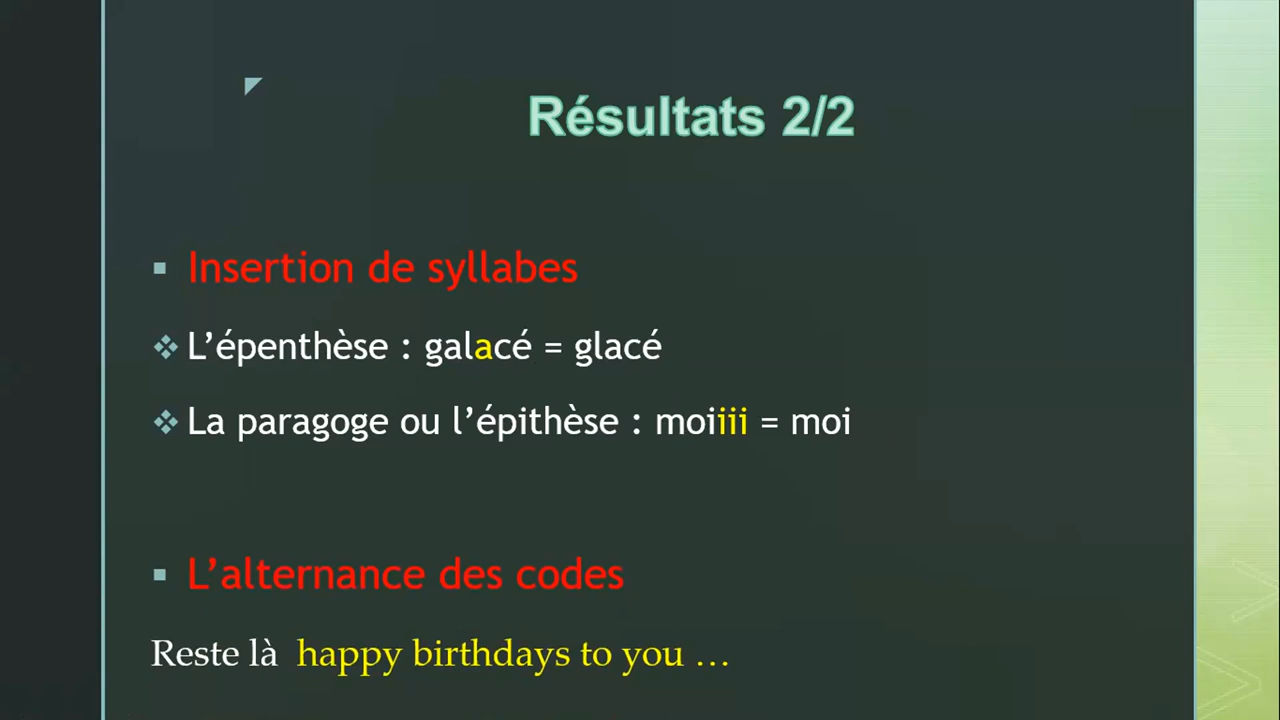 Résultats 2/2
Insertion de syllabes
L’épenthèse : galacé = glacé
La paragoge ou l’épithèse : moiiii = moi
L’alternance des codes
Reste là happy birthdays to you …